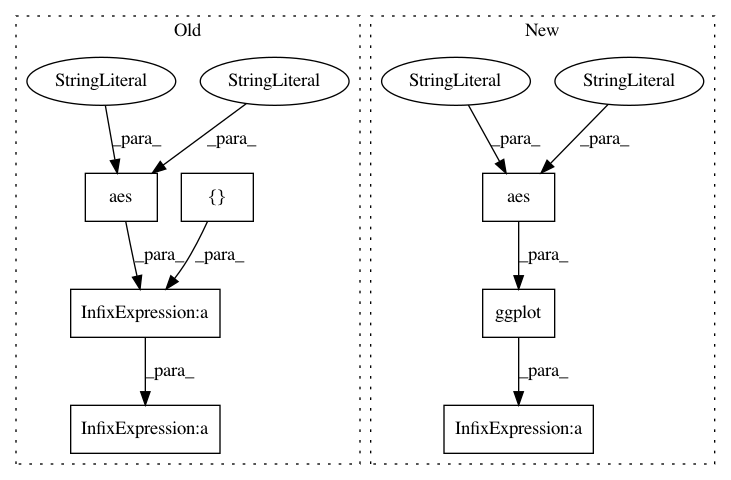 Old
New
StringLiteral
StringLiteral
StringLiteral
StringLiteral
_para_
_para_
_para_
_para_
aes
{}
aes
_para_
_para_
_para_
InfixExpression:a
ggplot
_para_
_para_
InfixExpression:a
InfixExpression:a